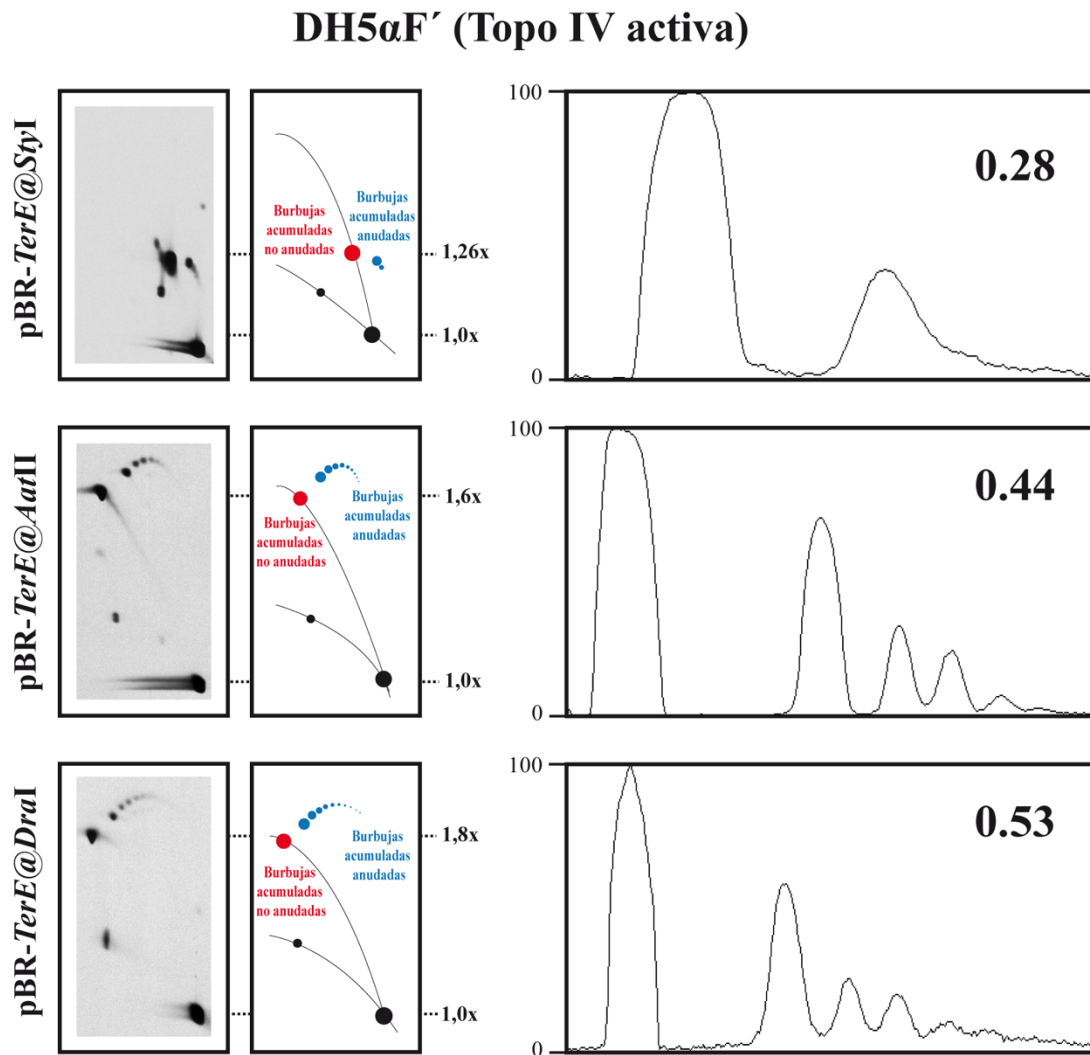 DH5αF´ (Topo IV activa)
pBR-TerE@StyI
Burbujas
acumuladas
no anudadas
Burbujas
acumuladas
anudadas
1,26x
1,0x
100
0
0.28
pBR-TerE@AatII
Burbujas
acumuladas
no anudadas
Burbujas
acumuladas
anudadas
1,6x
1,0x
100
0
0.44
pBR-TerE@DraI
Burbujas
acumuladas
no anudadas
Burbujas
acumuladas
anudadas
1,8x
1,0x
100
0
0.53